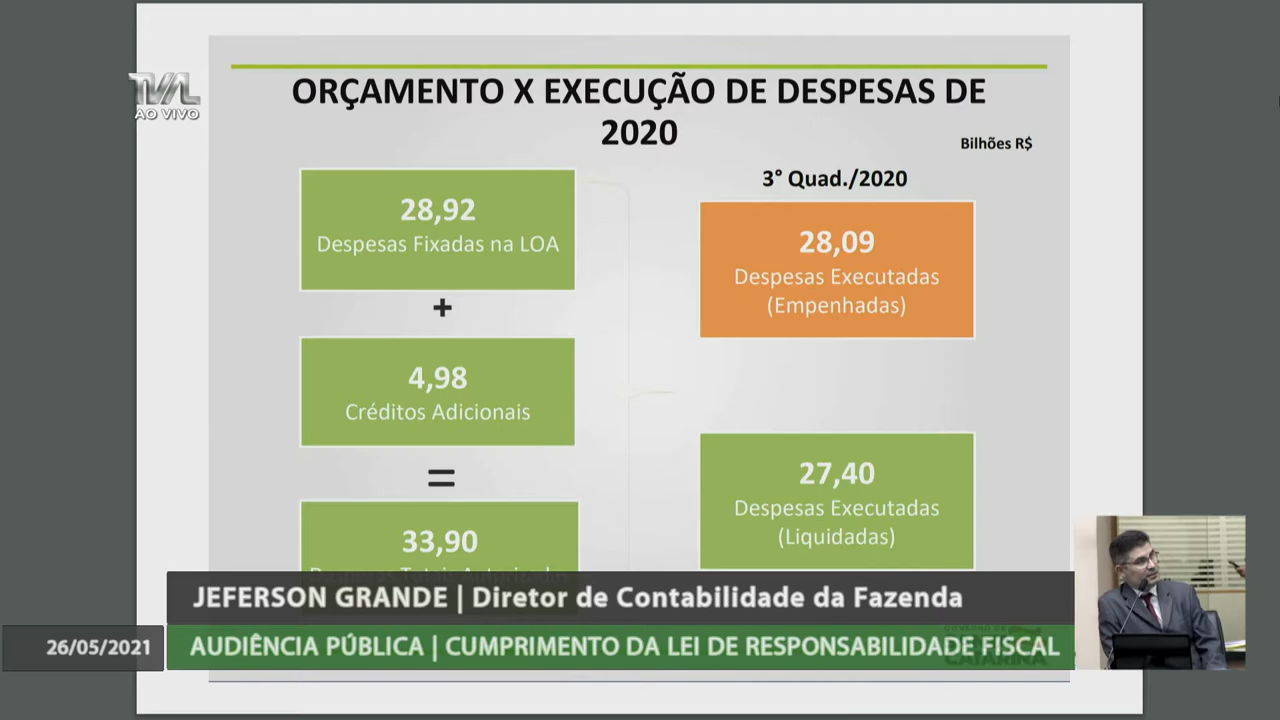 TVAL
AO VIVO
ORÇAMENTO X EXECUÇÃO DE DESPESAS DE
2020
Bilhões R$
28,92
Despesas Fixadas na LOA
+
4,98
Créditos Adicionais
=
33,90
3° Quad./2020
28,09
Despesas Executadas
(Empenhadas)
27,40
Despesas Executadas
(Liquidadas)
JEFERSON GRANDE | Diretor de Contabilidade da Fazenda
26/05/2021
AUDIÊNCIA PÚBLICA | CUMPRIMENTO DA LEI DE RESPONSABILIDADE FISCAL